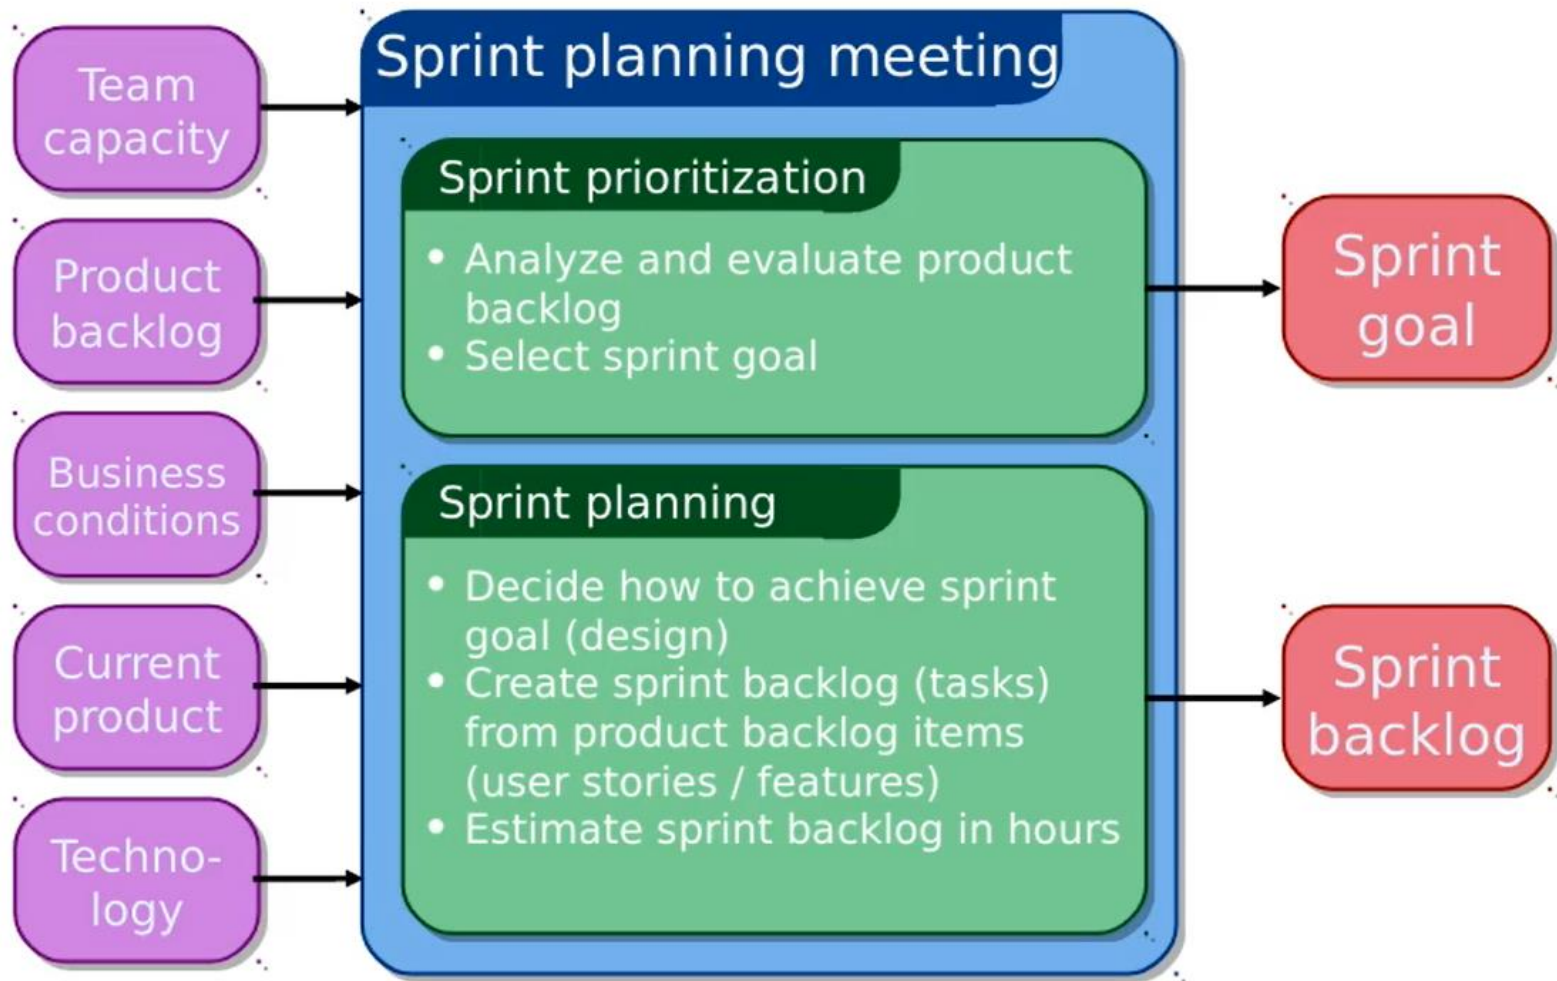 Team
capacity
Product
backlog
Business
conditions
Current
product
Techno-
logy
Sprint planning meeting
Sprint prioritization
• Analyze and evaluate product
backlog
• Select sprint goal
Sprint planning
• Decide how to achieve sprint
goal (design)
• Create sprint backlog (tasks)
from product backlog items
(user stories / features)
• Estimate sprint backlog in hours
Sprint
goal
Sprint
backlog